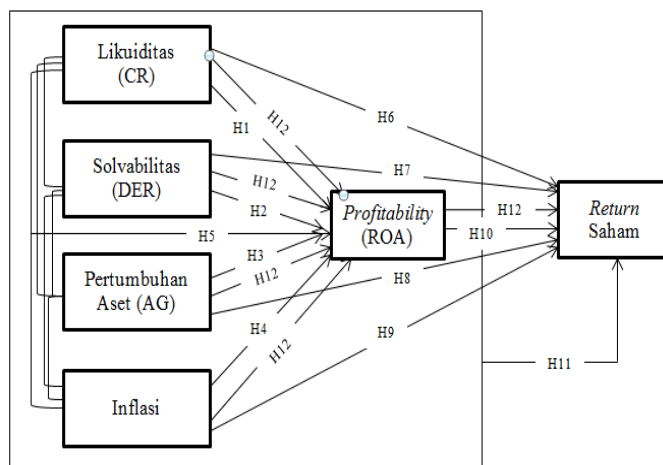 Likuiditas
(CR)
H6
H12
H1
Solvabilitas
(DER)
H7
H12
H2
Profitability
(ROA)
H12
Return
Saham
H5
H10
H3
Pertumbuhan
Aset (AG)
H12
H8
H4
H9
H12
H11
Inflasi